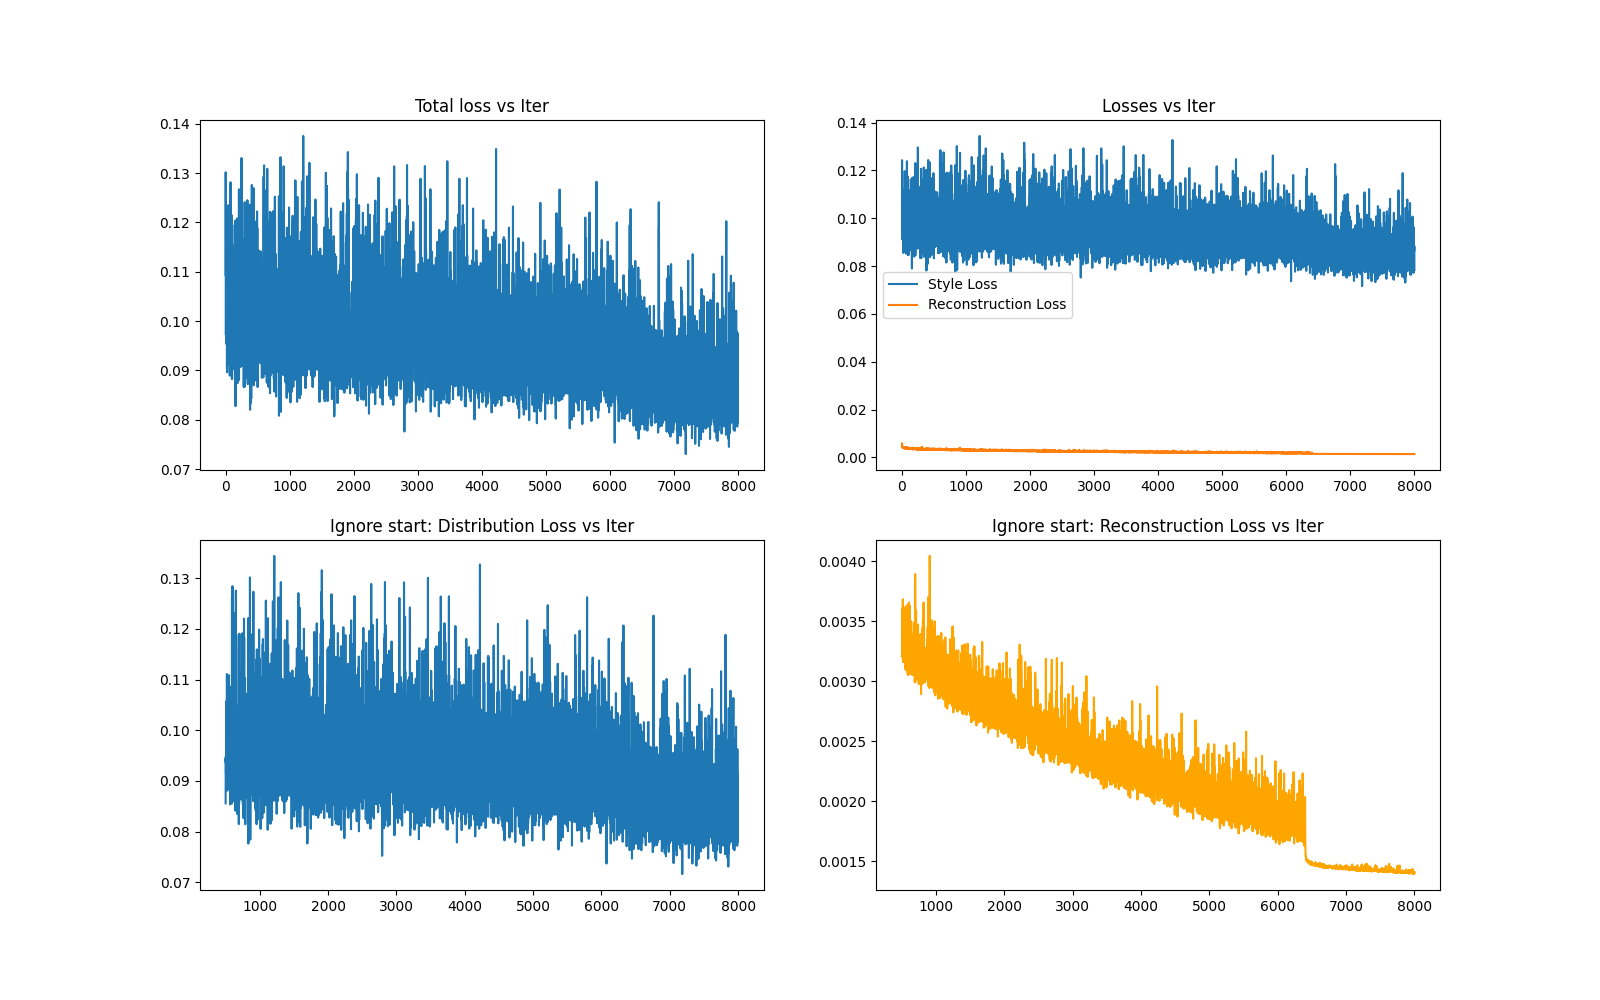 Total loss vs Iter
0.14
0.13
0.12
0.11
0.10
0.09
0.08
0.07
0 1000 2000 3000 4000 5000 6000 7000 8000
Losses vs Iter
0.14
0.12
0.10
0.08
0.06
0.04
0.02
0.00
Style Loss
Reconstruction Loss
0 1000 2000 3000 4000 5000 6000 7000 8000
Ignore start: Distribution Loss vs Iter
0.13
0.12
0.11
0.10
0.09
0.08
0.07
1000 2000 3000 4000 5000 6000 7000 8000
Ignore start: Reconstruction Loss vs Iter
0.0040
0.0035
0.0030
0.0025
0.0020
0.0015
1000 2000 3000 4000 5000 6000 7000 8000